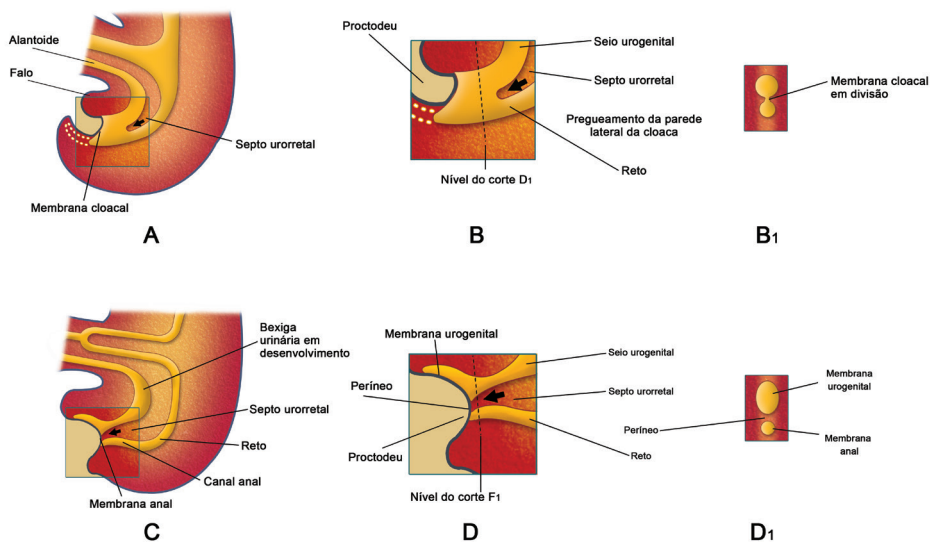 Alantoide
Falo
Septo urorretal
Membrana cloacal
A
Proctodeu
Seio urogenital
Septo urorretal
Pregueamento da parede
lateral da cloaca
Reto
Nível do corte D1
B
Membrana cloacal
em divisão
B1
Bexiga
urinária em
desenvolvimento
Septo urorretal
Reto
Canal anal
Membrana anal
C
Membrana urogenital
Períneo
Proctodeu
Seio urogenital
Septo urorretal
Reto
Nível do corte F1
D
Membrana
urogenital
Períneo
Membrana
anal
D1